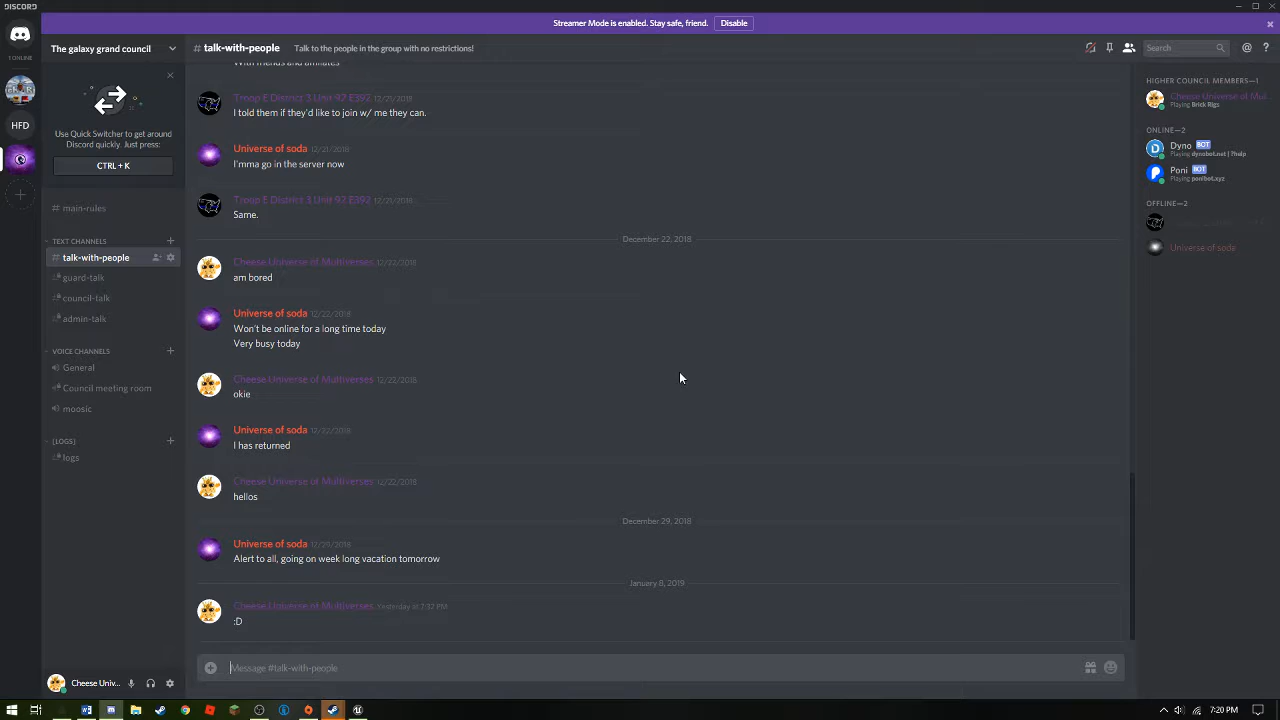 DISCORD
Streamer Mode is enabled. Stay safe, friend. Disable
1 ONLINE
HFD
The galaxy grand council
Use Quick Switcher to get around
Discord quickly. Just press:
CTRL + K
# main-rules
TEXT CHANNELS
# talk-with-people
guard-talk
council-talk
admin-talk
VOICE CHANNELS
General
Council meeting room
moosic
(LOGS)
logs
Cheese Univ...
# talk-with-people Talk to the people in the group with no restrictions!
Search
With friends and affiliates
Troop E District 3 Unit 92 E392 12/21/2018
I told them if they'd like to join w/ me they can.
Universe of soda 12/21/2018
I'mma go in the server now
Troop E District 3 Unit 92 E392 12/21/2018
Same.
December 22, 2018
Cheese Universe of Multiverses 12/22/2018
am bored
Universe of soda 12/22/2018
Won't be online for a long time today
Very busy today
Cheese Universe of Multiverses 12/22/2018
okie
Universe of soda 12/22/2018
I has returned
Cheese Universe of Multiverses 12/22/2018
hellos
December 29, 2018
Universe of soda 12/29/2018
Alert to all, going on week long vacation tomorrow
January 8, 2019
Cheese Universe of Multiverses Yesterday at 7:32 PM
:D
Message #talk-with-people
HIGHER COUNCIL MEMBERS—1
Cheese Universe of Mul...
Playing Brick Rigs
ONLINE—2
Dyno BOT
Playing dynobot.net | ?help
Poni BOT
Playing ponibot.xyz
OFFLINE—2
Universe of soda
7:20 PM